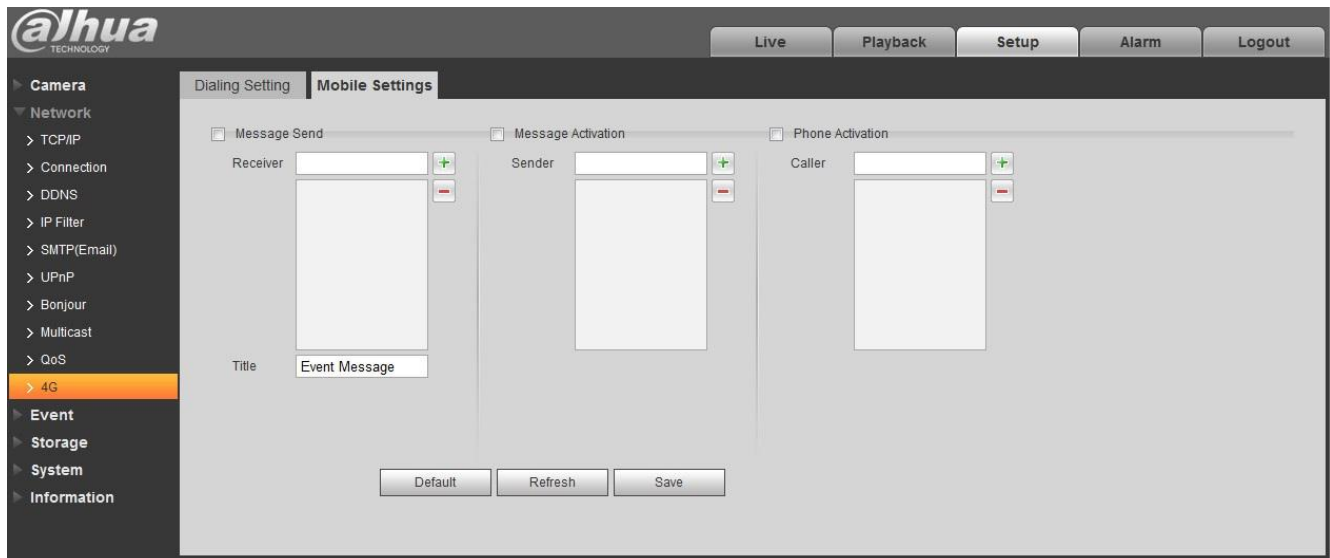 alhua
TECHNOLOGY
Live Playback Setup Alarm Logout
Camera
Network
TCP/IP
Connection
DDNS
IP Filter
SMTP(Email)
UPnP
Bonjour
Multicast
QoS
4G
Event
Storage
System
Information
Dialing Setting Mobile Settings
Message Send Message Activation Phone Activation
Receiver Sender Caller
Title Event Message
Default Refresh Save